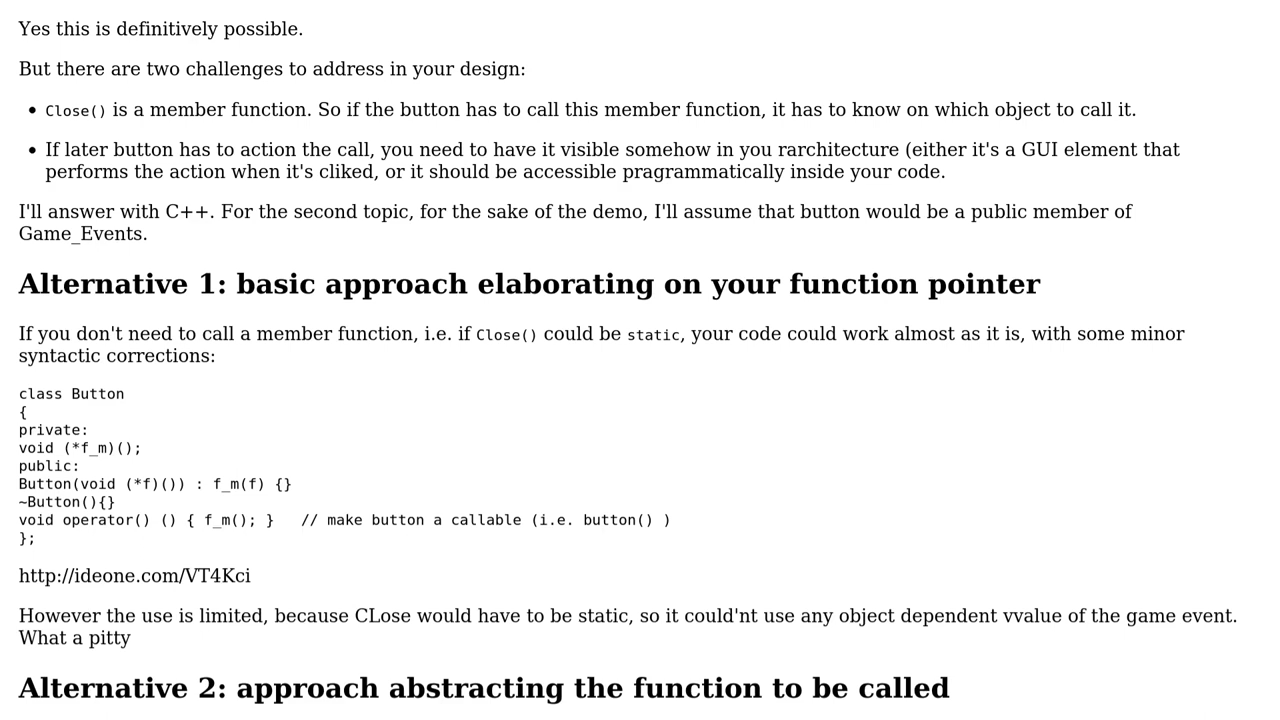 Yes this is definitively possible.
But there are two challenges to address in your design:
• Close() is a member function. So if the button has to call this member function, it has to know on which object to call it.
• If later button has to action the call, you need to have it visible somehow in you rarchitecture (either it's a GUI element that
performs the action when it's cliked, or it should be accessible pragrammatically inside your code.
I'll answer with C++. For the second topic, for the sake of the demo, I'll assume that button would be a public member of
Game_Events.
Alternative 1: basic approach elaborating on your function pointer
If you don't need to call a member function, i.e. if Close() could be static, your code could work almost as it is, with some minor
syntactic corrections:
class Button
{
private:
void (*f_m)();
public:
Button(void (*f)()) : f_m(f) {}
~Button(){}
void operator() () { f_m(); }   // make button a callable (i.e. button() )
};
http://ideone.com/VT4Kci
However the use is limited, because CLose would have to be static, so it could'nt use any object dependent vvalue of the game event.
What a pitty
Alternative 2: approach abstracting the function to be called